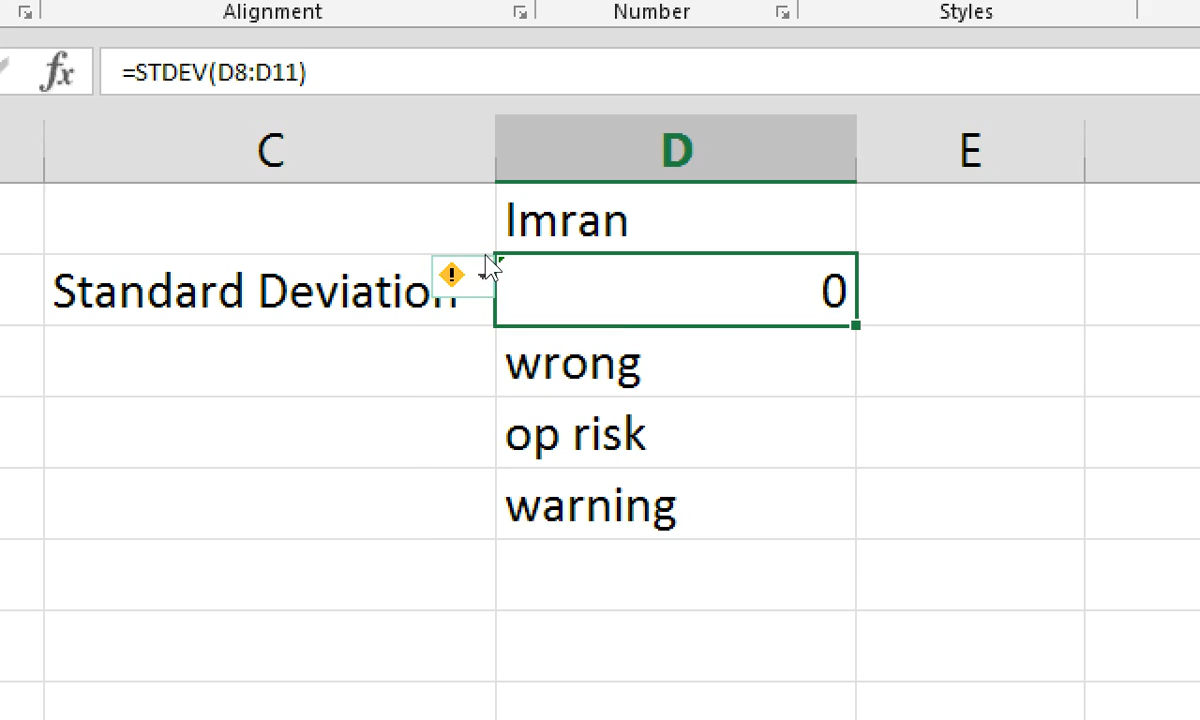 Alignment Number Styles
fx =STDEV(D8:D11)
C D E
Imran
Standard Deviation 0
wrong
op risk
warning